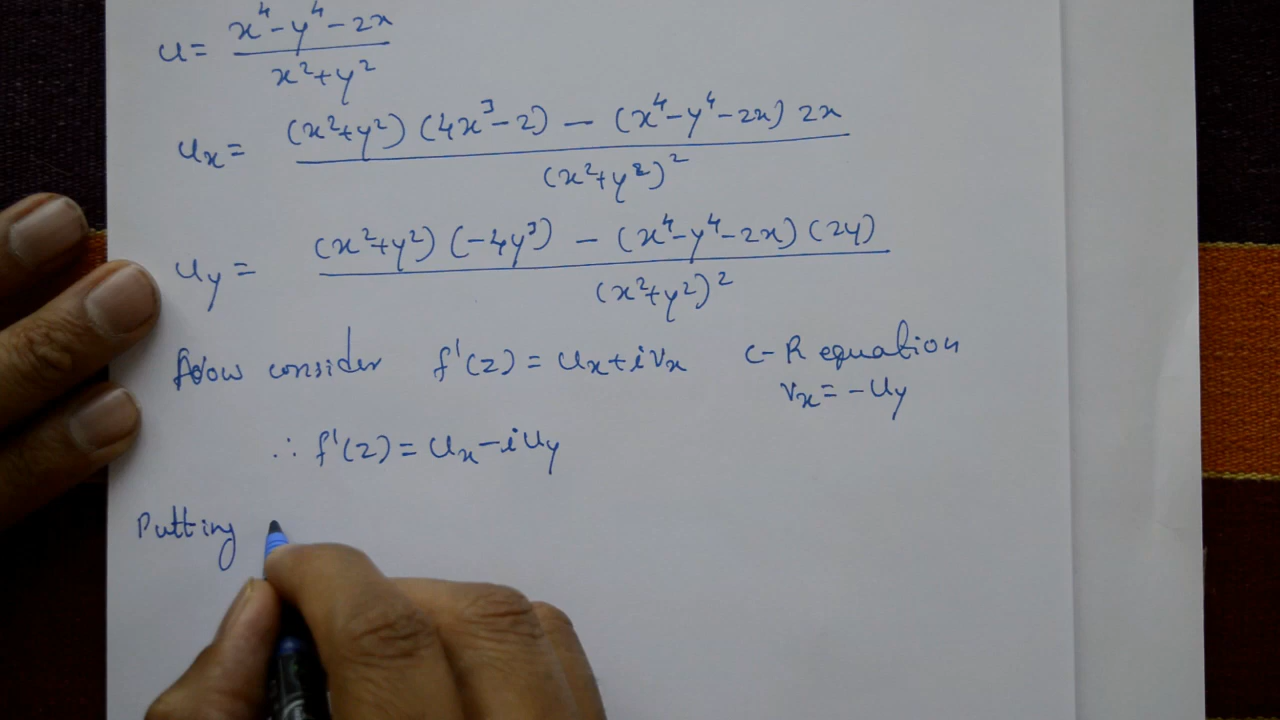 u = (x⁴ - y⁴ - 2x) / (x² + y²)
uₓ = ((x² + y²) (4x³ - 2) - (x⁴ - y⁴ - 2x) 2x) / (x² + y²)²
u_y = ((x² + y²) (-4y³) - (x⁴ - y⁴ - 2x) (2y)) / (x² + y²)²
Now consider f'(z) = uₓ + i vₓ C-R equation
vₓ = - u_y
∴ f'(z) = uₓ - i u_y
Putting